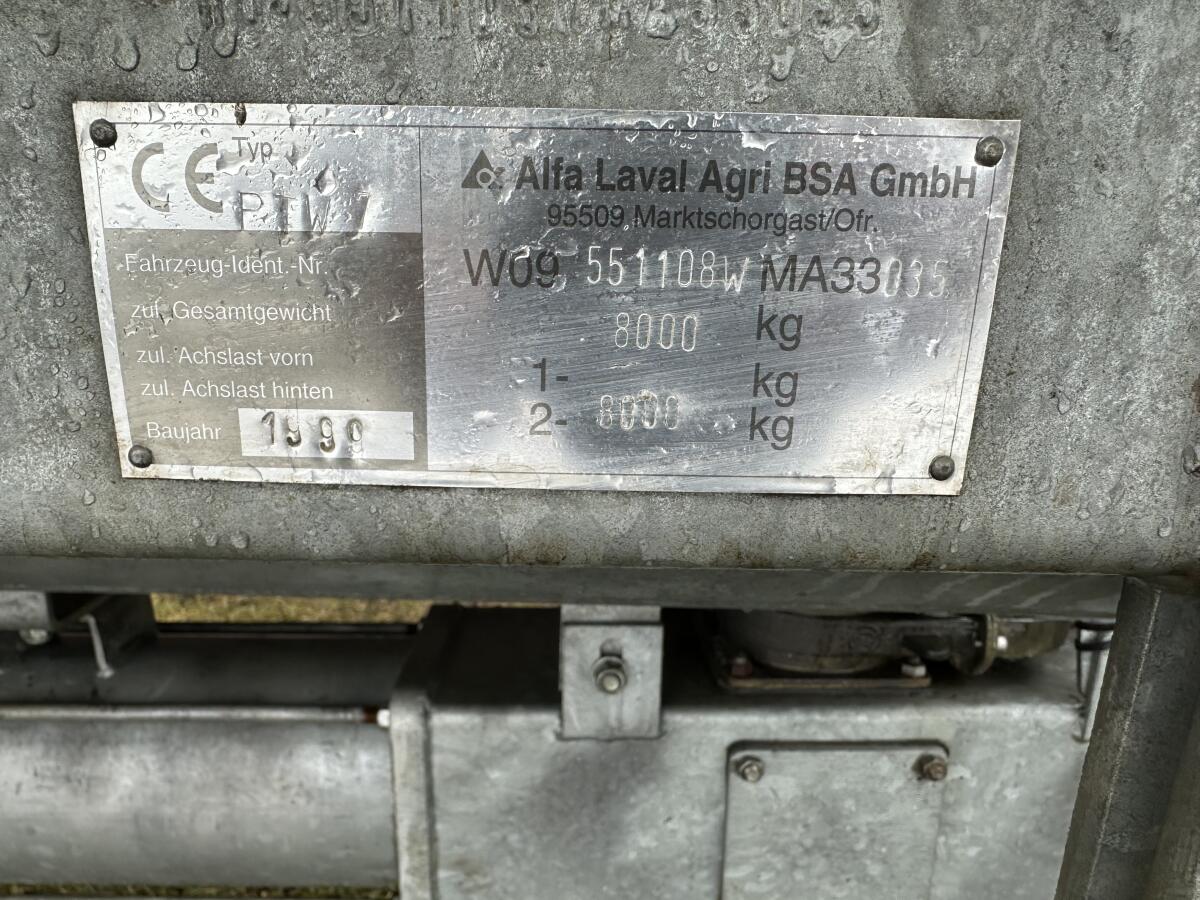 CE Typ
PTW 7
Alfa Laval Agri BSA GmbH
95509 Marktschorgast/Ofr.
Fahrzeug-Ident.-Nr. W09 551108W MA33035
zul. Gesamtgewicht 8000 kg
zul. Achslast vorn 1- kg
zul. Achslast hinten 2- 8000 kg
Baujahr 1999